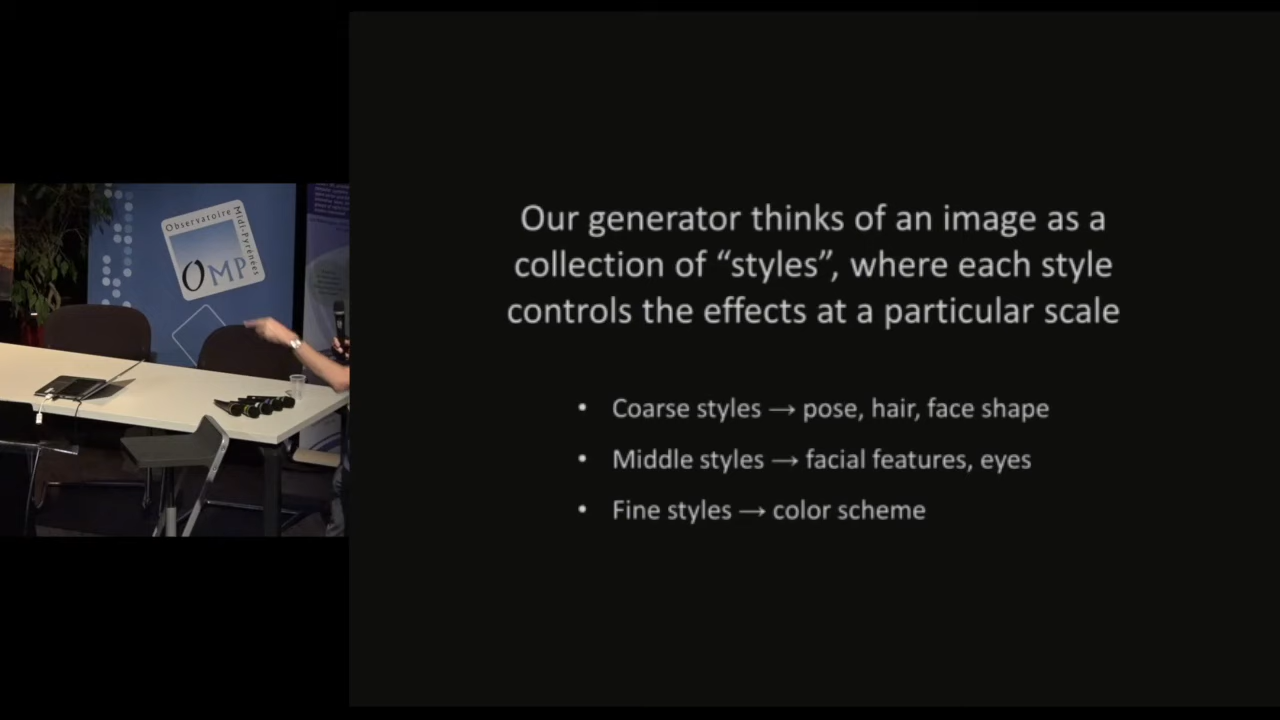 Observatoire
Midi-Pyrénées
OMP
Our generator thinks of an image as a
collection of “styles”, where each style
controls the effects at a particular scale
• Coarse styles → pose, hair, face shape
• Middle styles → facial features, eyes
• Fine styles → color scheme